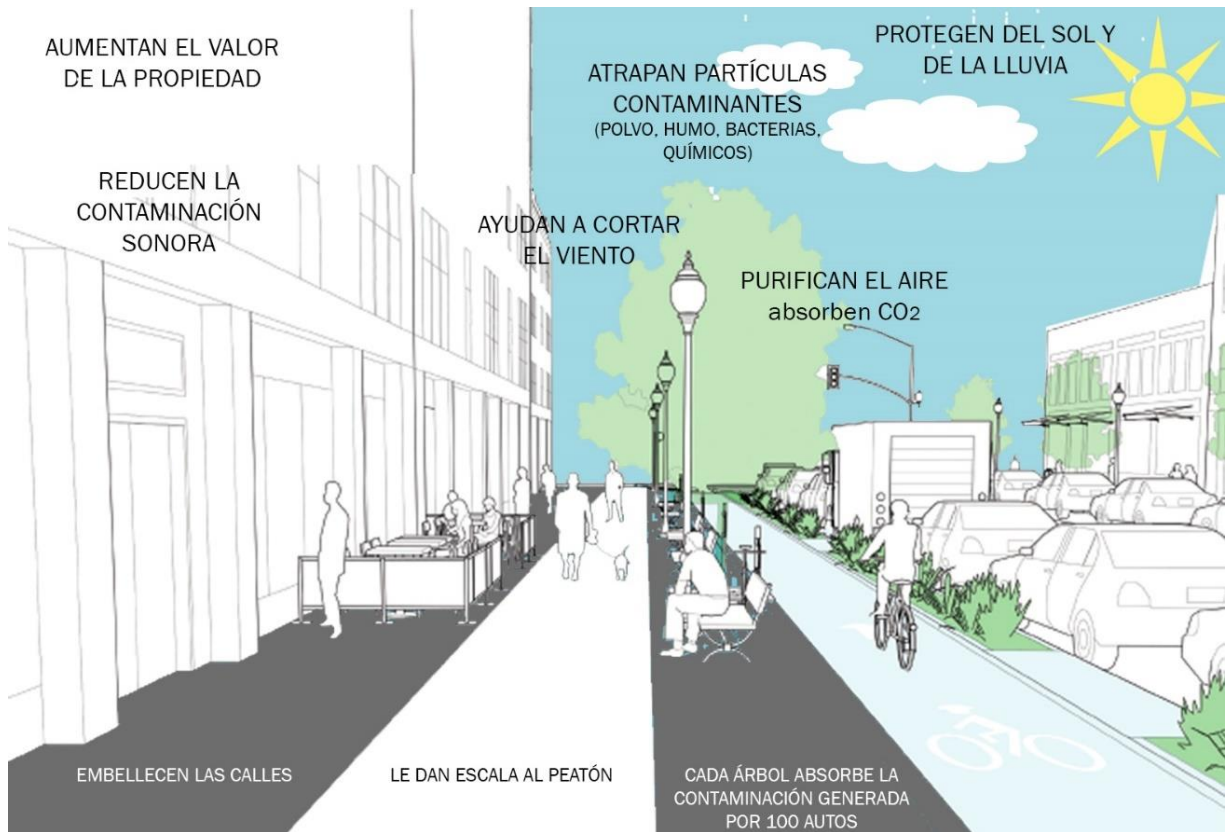 AUMENTAN EL VALOR
DE LA PROPIEDAD
PROTEGEN DEL SOL Y
DE LA LLUVIA
ATRAPAN PARTÍCULAS
CONTAMINANTES
(POLVO, HUMO, BACTERIAS,
QUÍMICOS)
REDUCEN LA
CONTAMINACIÓN
SONORA
AYUDAN A CORTAR
EL VIENTO
PURIFICAN EL AIRE
absorben CO2
EMBELLECEN LAS CALLES
LE DAN ESCALA AL PEATÓN
CADA ÁRBOL ABSORBE LA
CONTAMINACIÓN GENERADA
POR 100 AUTOS